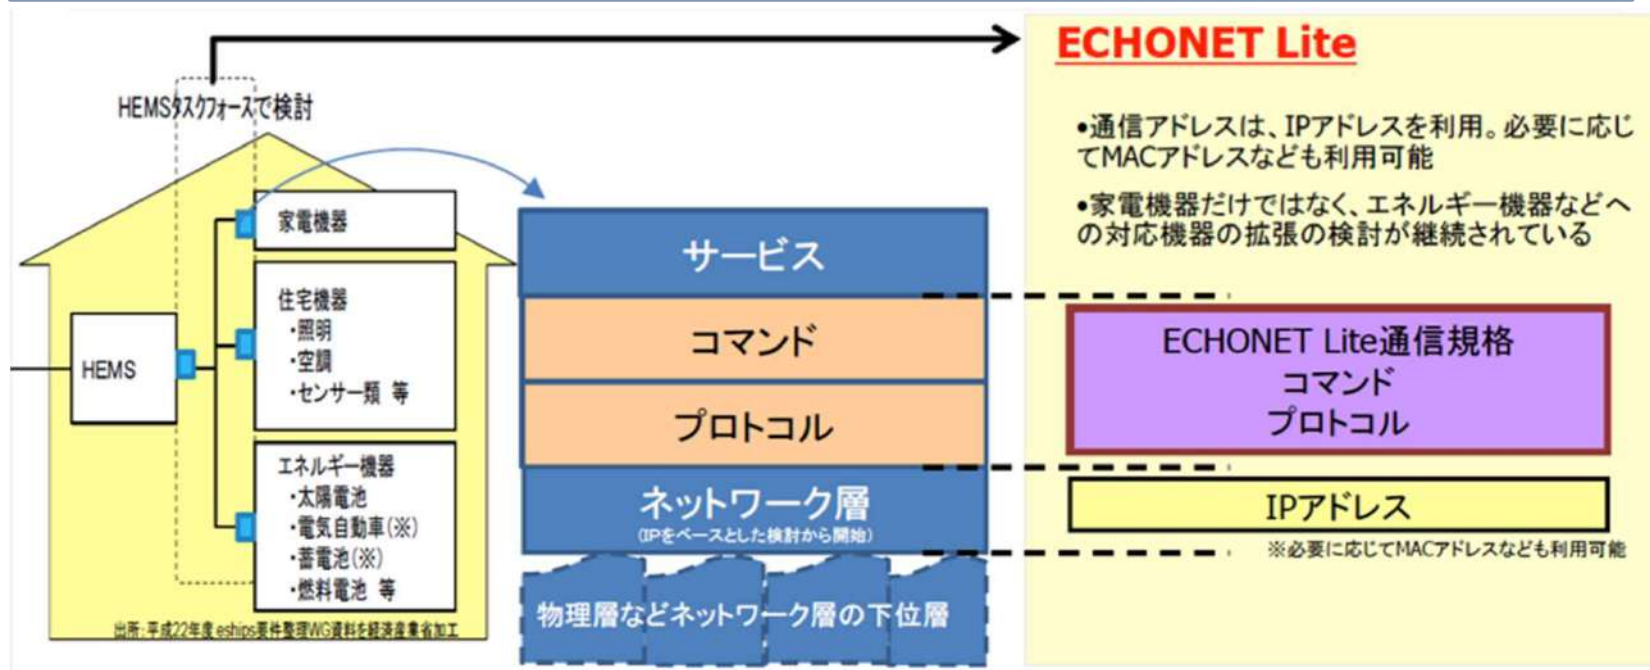 HEMSタスクフォースで検討
HEMS
家電機器
住宅機器
・照明
・空調
・センサー類 等
エネルギー機器
・太陽電池
・電気自動車(※)
・蓄電池(※)
・燃料電池 等
出所：平成22年度 eships要件整理WG資料を経済産業省加工
サービス
コマンド
プロトコル
ネットワーク層
(IPをベースとした検討から開始)
物理層などネットワーク層の下位層
ECHONET Lite
•通信アドレスは、IPアドレスを利用。必要に応じ
てMACアドレスなども利用可能
•家電機器だけではなく、エネルギー機器などへ
の対応機器の拡張の検討が継続されている
ECHONET Lite通信規格
コマンド
プロトコル
IPアドレス
※必要に応じてMACアドレスなども利用可能